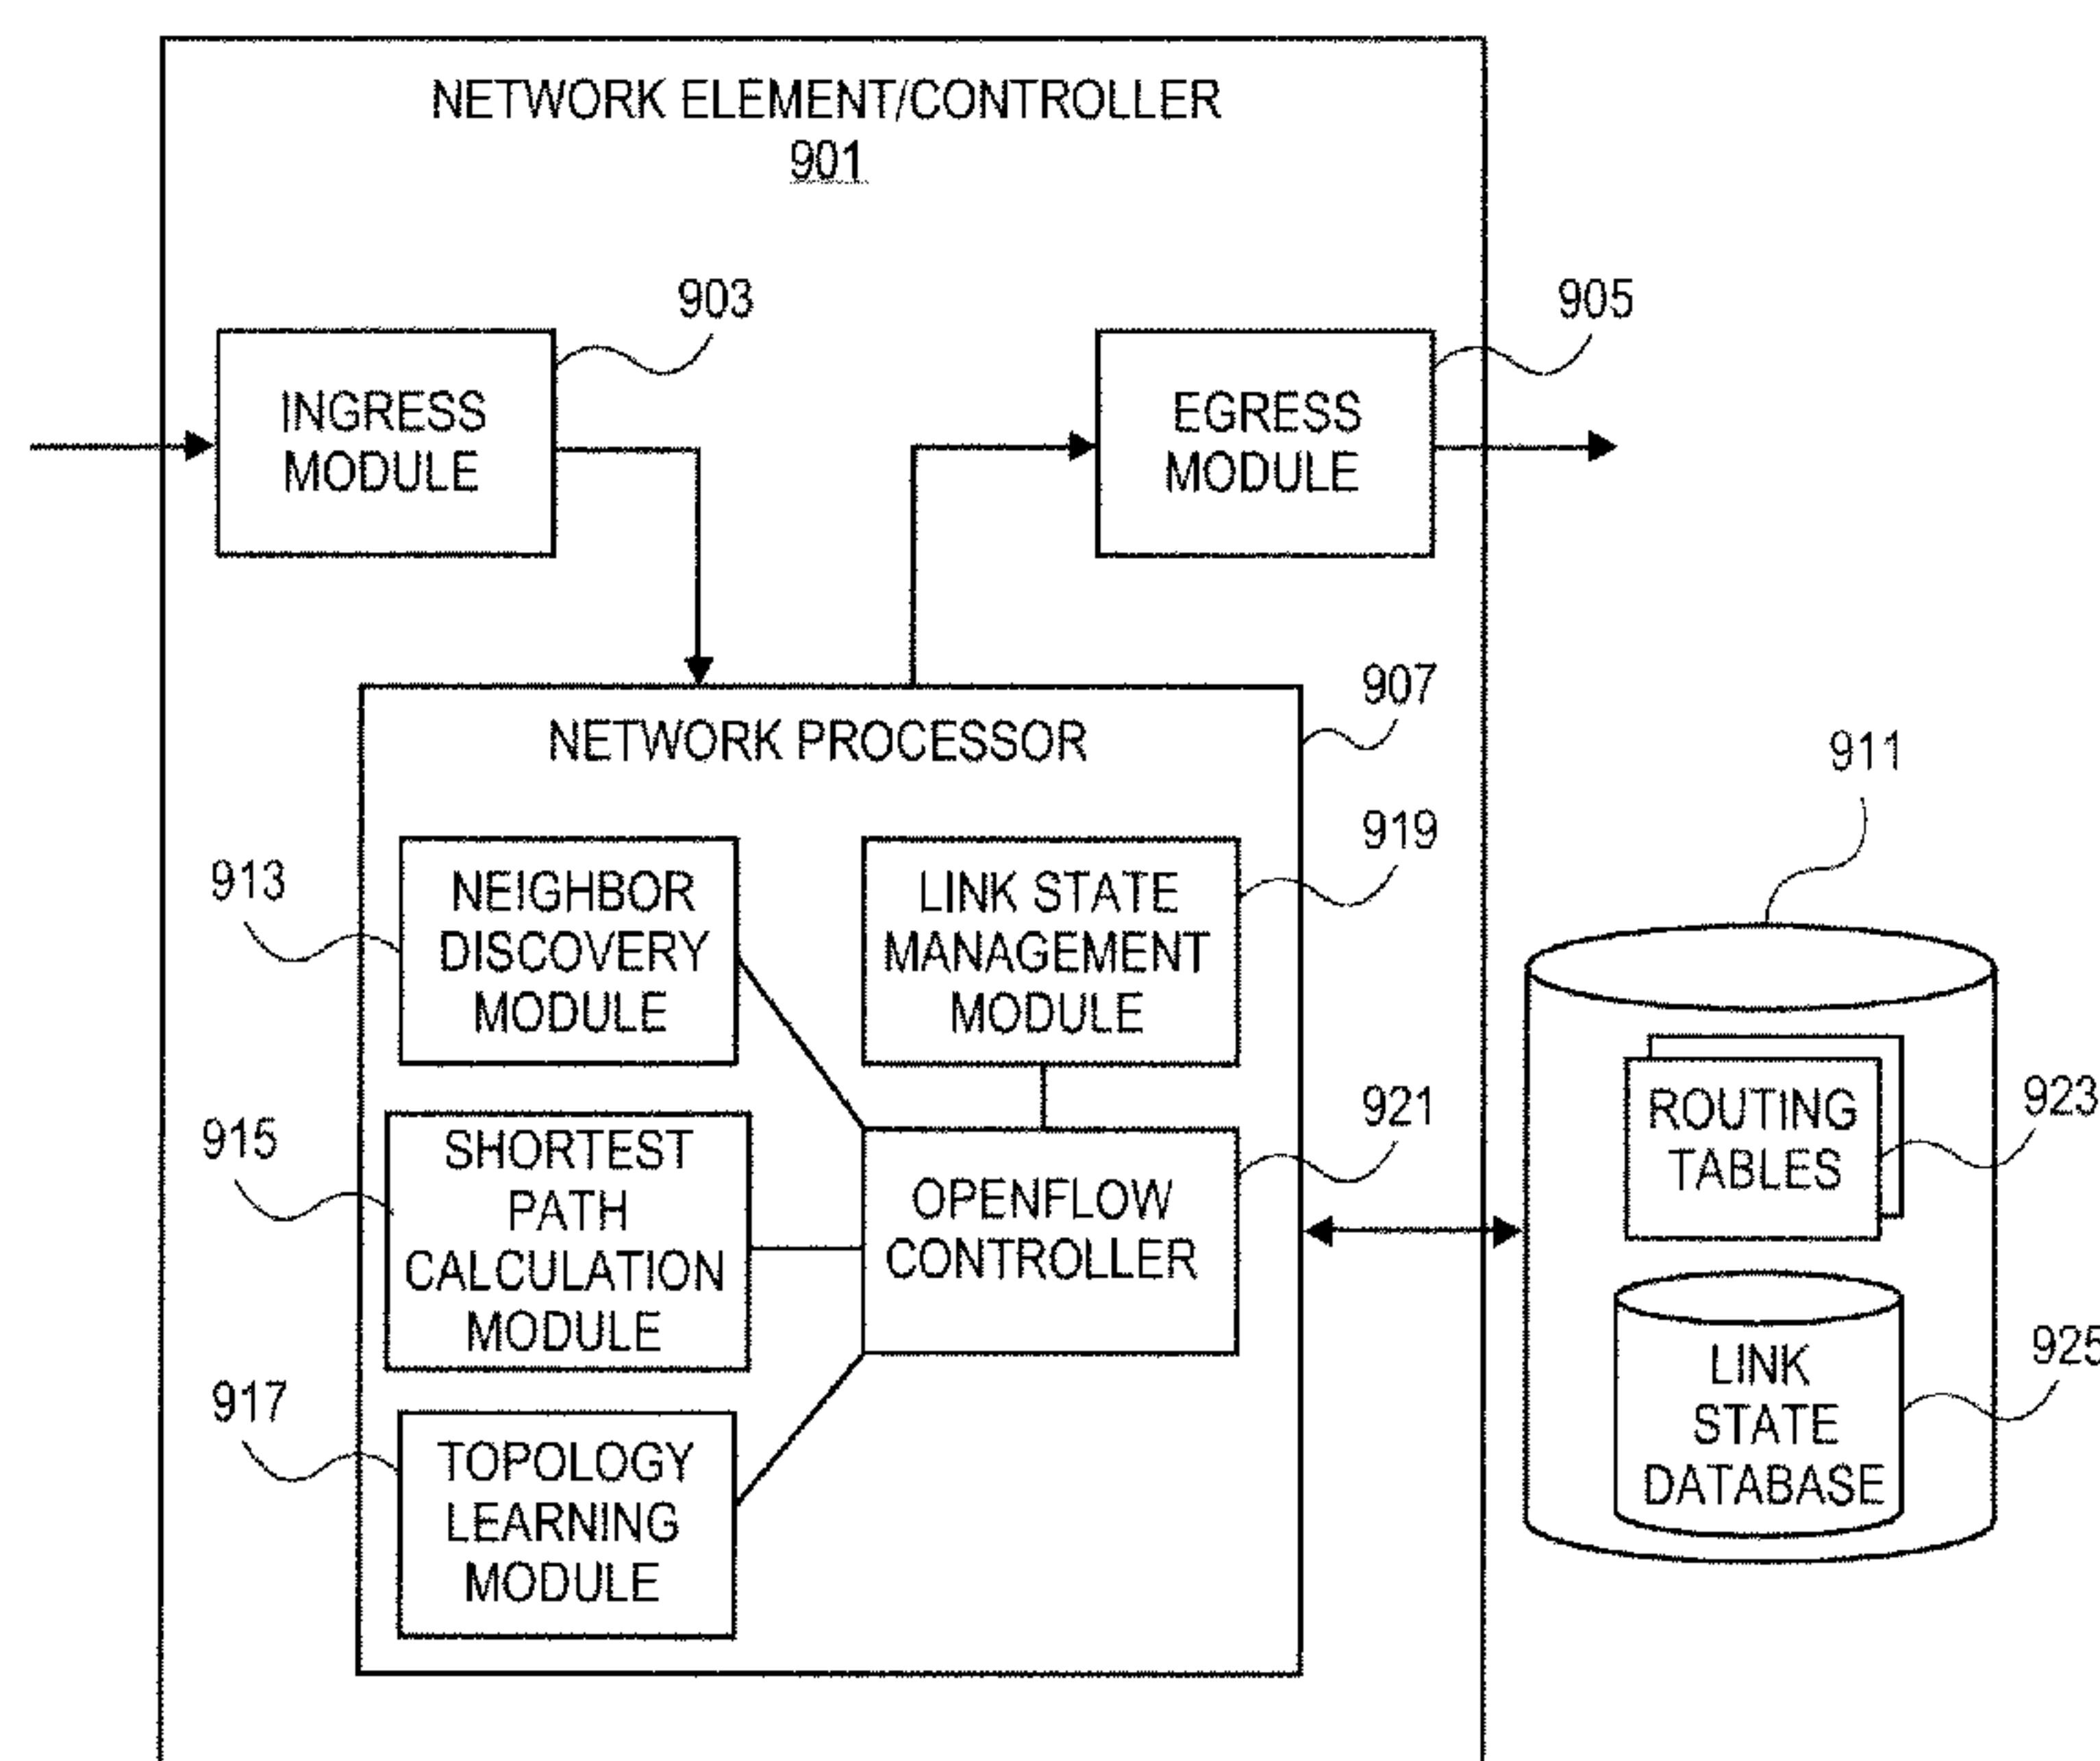 NETWORK ELEMENT/CONTROLLER
901
903
905
INGRESS
MODULE
EGRESS
MODULE
907
NETWORK PROCESSOR
911
919
913
NEIGHBOR
DISCOVERY
MODULE
LINK STATE
MANAGEMENT
MODULE
923
ROUTING
TABLES
921
915
SHORTEST
PATH
CALCULATION
MODULE
OPENFLOW
CONTROLLER
925
LINK
STATE
DATABASE
917
TOPOLOGY
LEARNING
MODULE